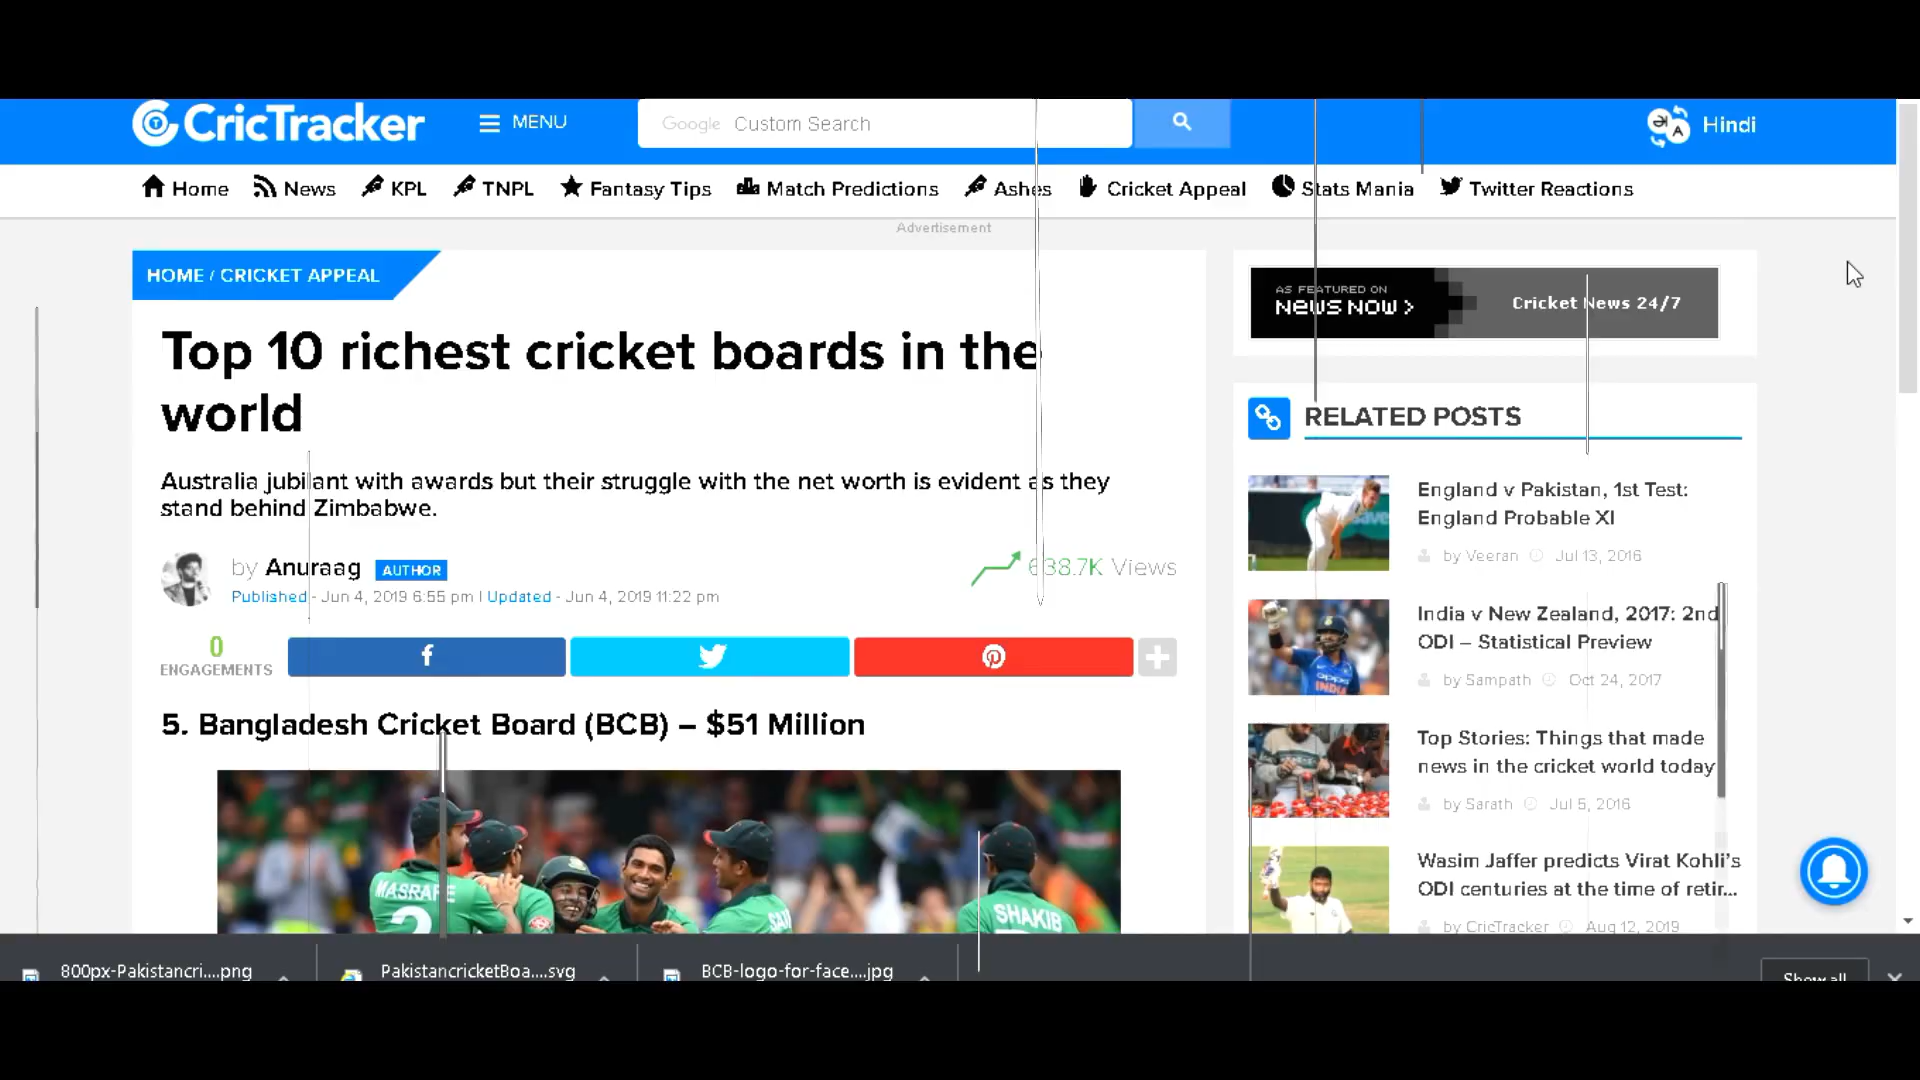 CricTracker
MENU
Google Custom Search
Hindi
Home
News
KPL
TNPL
Fantasy Tips
Match Predictions
Ashes
Cricket Appeal
Stats Mania
Twitter Reactions
Advertisement
HOME / CRICKET APPEAL
Top 10 richest cricket boards in the
world
Australia jubilant with awards but their struggle with the net worth is evident as they
stand behind Zimbabwe.
by Anuraag AUTHOR
638.7K Views
Published - Jun 4, 2019 6:55 pm | Updated - Jun 4, 2019 11:22 pm
0
ENGAGEMENTS
5. Bangladesh Cricket Board (BCB) – $51 Million
MASRAFE
2
SHAKIB
AS FEATURED ON
NEWS NOW >
Cricket News 24/7
RELATED POSTS
England v Pakistan, 1st Test:
England Probable XI
by Veeran Jul 13, 2016
India v New Zealand, 2017: 2nd
ODI – Statistical Preview
by Sampath Oct 24, 2017
oppo
INDIA
Top Stories: Things that made
news in the cricket world today
by Sarath Jul 5, 2016
Wasim Jaffer predicts Virat Kohli's
ODI centuries at the time of retir...
by CricTracker Aug 12, 2019
800px-Pakistancri....png
PakistancricketBoa....svg
BCB-logo-for-face....jpg
Show all